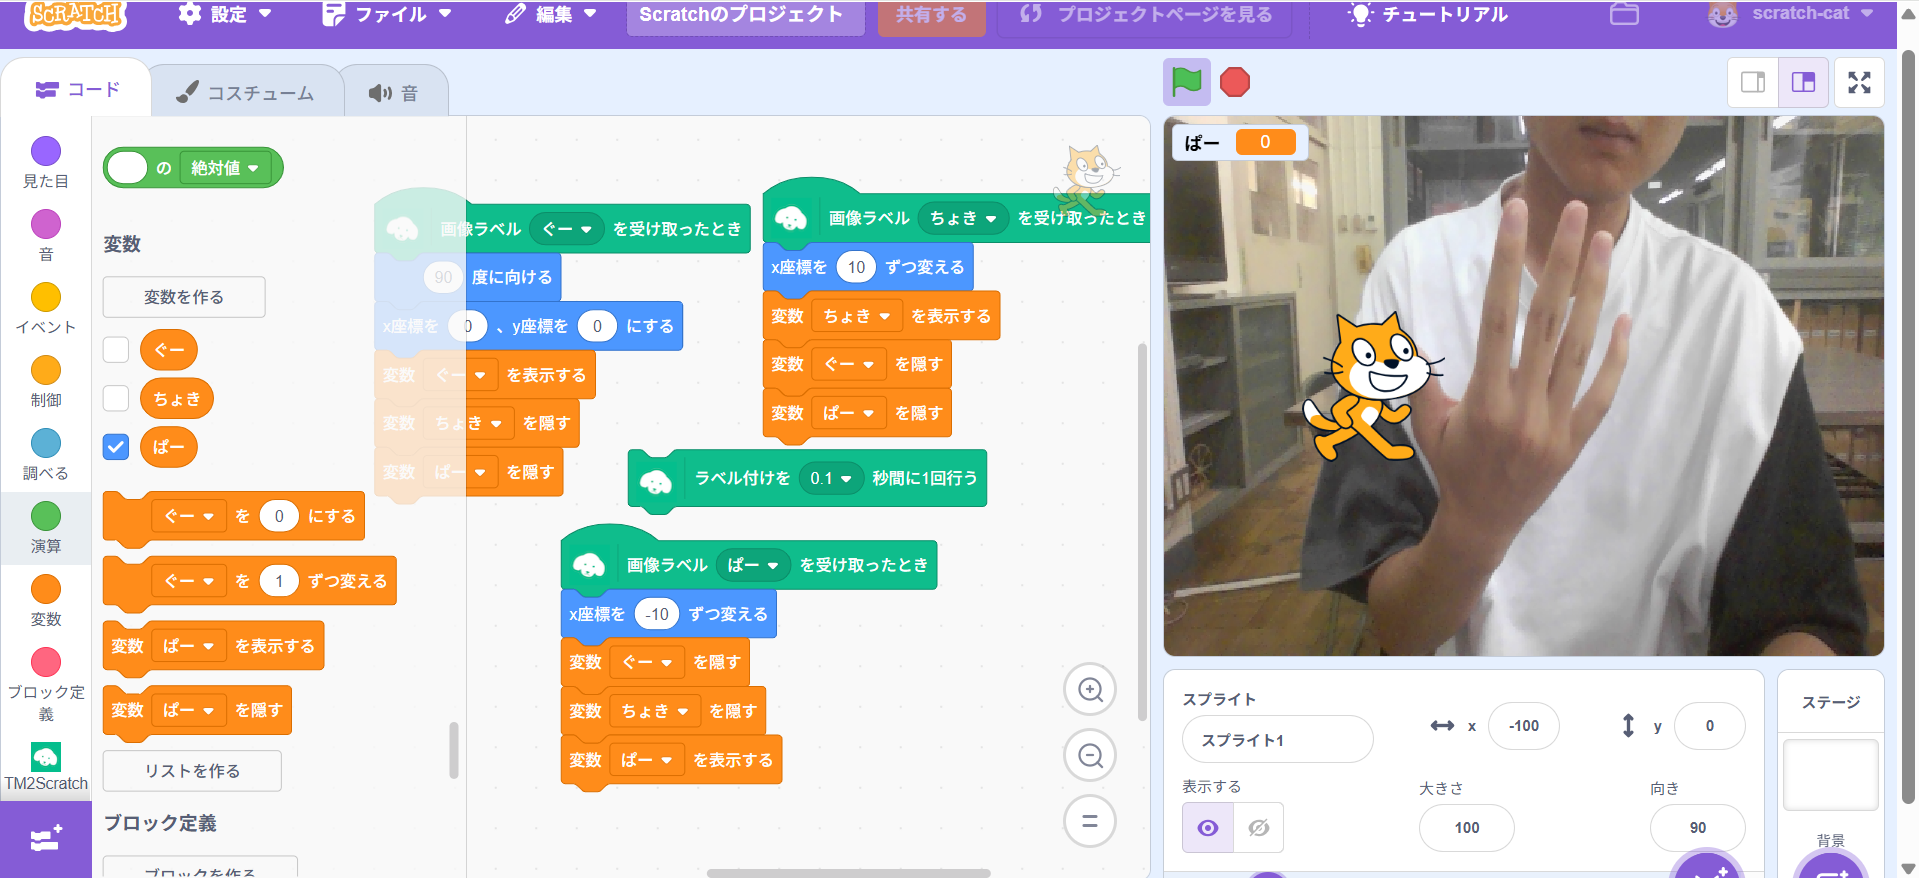 SCRATCH 設定 ファイル 編集 Scratchのプロジェクト 共有する プロジェクトページを見る チュートリアル scratch-cat
コード コスチューム 音
見た目
音
イベント
制御
調べる
演算
変数
ブロック定
義
TM2Scratch
の 絶対値
変数
変数を作る
ぐー
ちょき
ぱー
ぐー を 0 にする
ぐー を 1 ずつ変える
変数 ぱー を表示する
変数 ぱー を隠す
リストを作る
ブロック定義
ブロックを作る
画像ラベル ぐー を受け取ったとき
90 度に向ける
x座標を 0 、y座標を 0 にする
変数 ぐー を表示する
変数 ちょき を隠す
変数 ぱー を隠す
画像ラベル ちょき を受け取ったとき
x座標を 10 ずつ変える
変数 ちょき を表示する
変数 ぐー を隠す
変数 ぱー を隠す
ラベル付けを 0.1 秒間に1回行う
画像ラベル ぱー を受け取ったとき
x座標を -10 ずつ変える
変数 ぐー を隠す
変数 ちょき を隠す
変数 ぱー を表示する
ぱー 0
スプライト
スプライト1 x -100 y 0
表示する 大きさ 向き
100 90
ステージ
背景